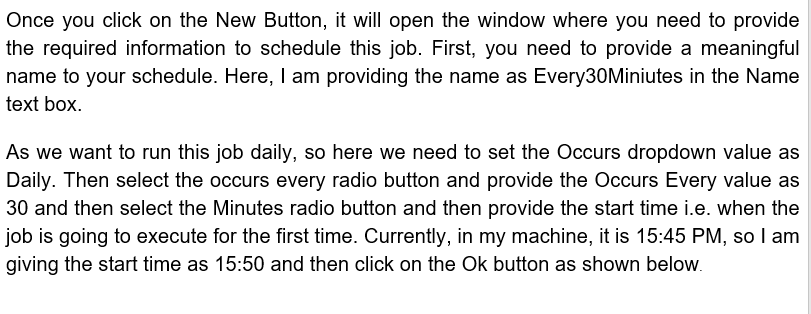 Once you click on the New Button, it will open the window where you need to provide
the required information to schedule this job. First, you need to provide a meaningful
name to your schedule. Here, I am providing the name as Every30Miniutes in the Name
text box.
As we want to run this job daily, so here we need to set the Occurs dropdown value as
Daily. Then select the occurs every radio button and provide the Occurs Every value as
30 and then select the Minutes radio button and then provide the start time i.e. when the
job is going to execute for the first time. Currently, in my machine, it is 15:45 PM, so I am
giving the start time as 15:50 and then click on the Ok button as shown below.